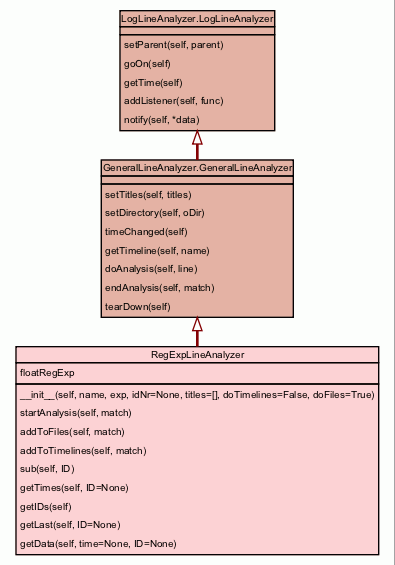 LogLineAnalyzer.LogLineAnalyzer
setParent(self, parent)
goOn(self)
getTime(self)
addListener(self, func)
notify(self, *data)
GeneralLineAnalyzer.GeneralLineAnalyzer
setTitles(self, titles)
setDirectory(self, oDir)
timeChanged(self)
getTimeline(self, name)
doAnalysis(self, line)
endAnalysis(self, match)
tearDown(self)
RegExpLineAnalyzer
floatRegExp
__init__(self, name, exp, idNr=None, titles=[], doTimelines=False, doFiles=True)
startAnalysis(self, match)
addToFiles(self, match)
addToTimelines(self, match)
sub(self, ID)
getTimes(self, ID=None)
getIDs(self)
getLast(self, ID=None)
getData(self, time=None, ID=None)